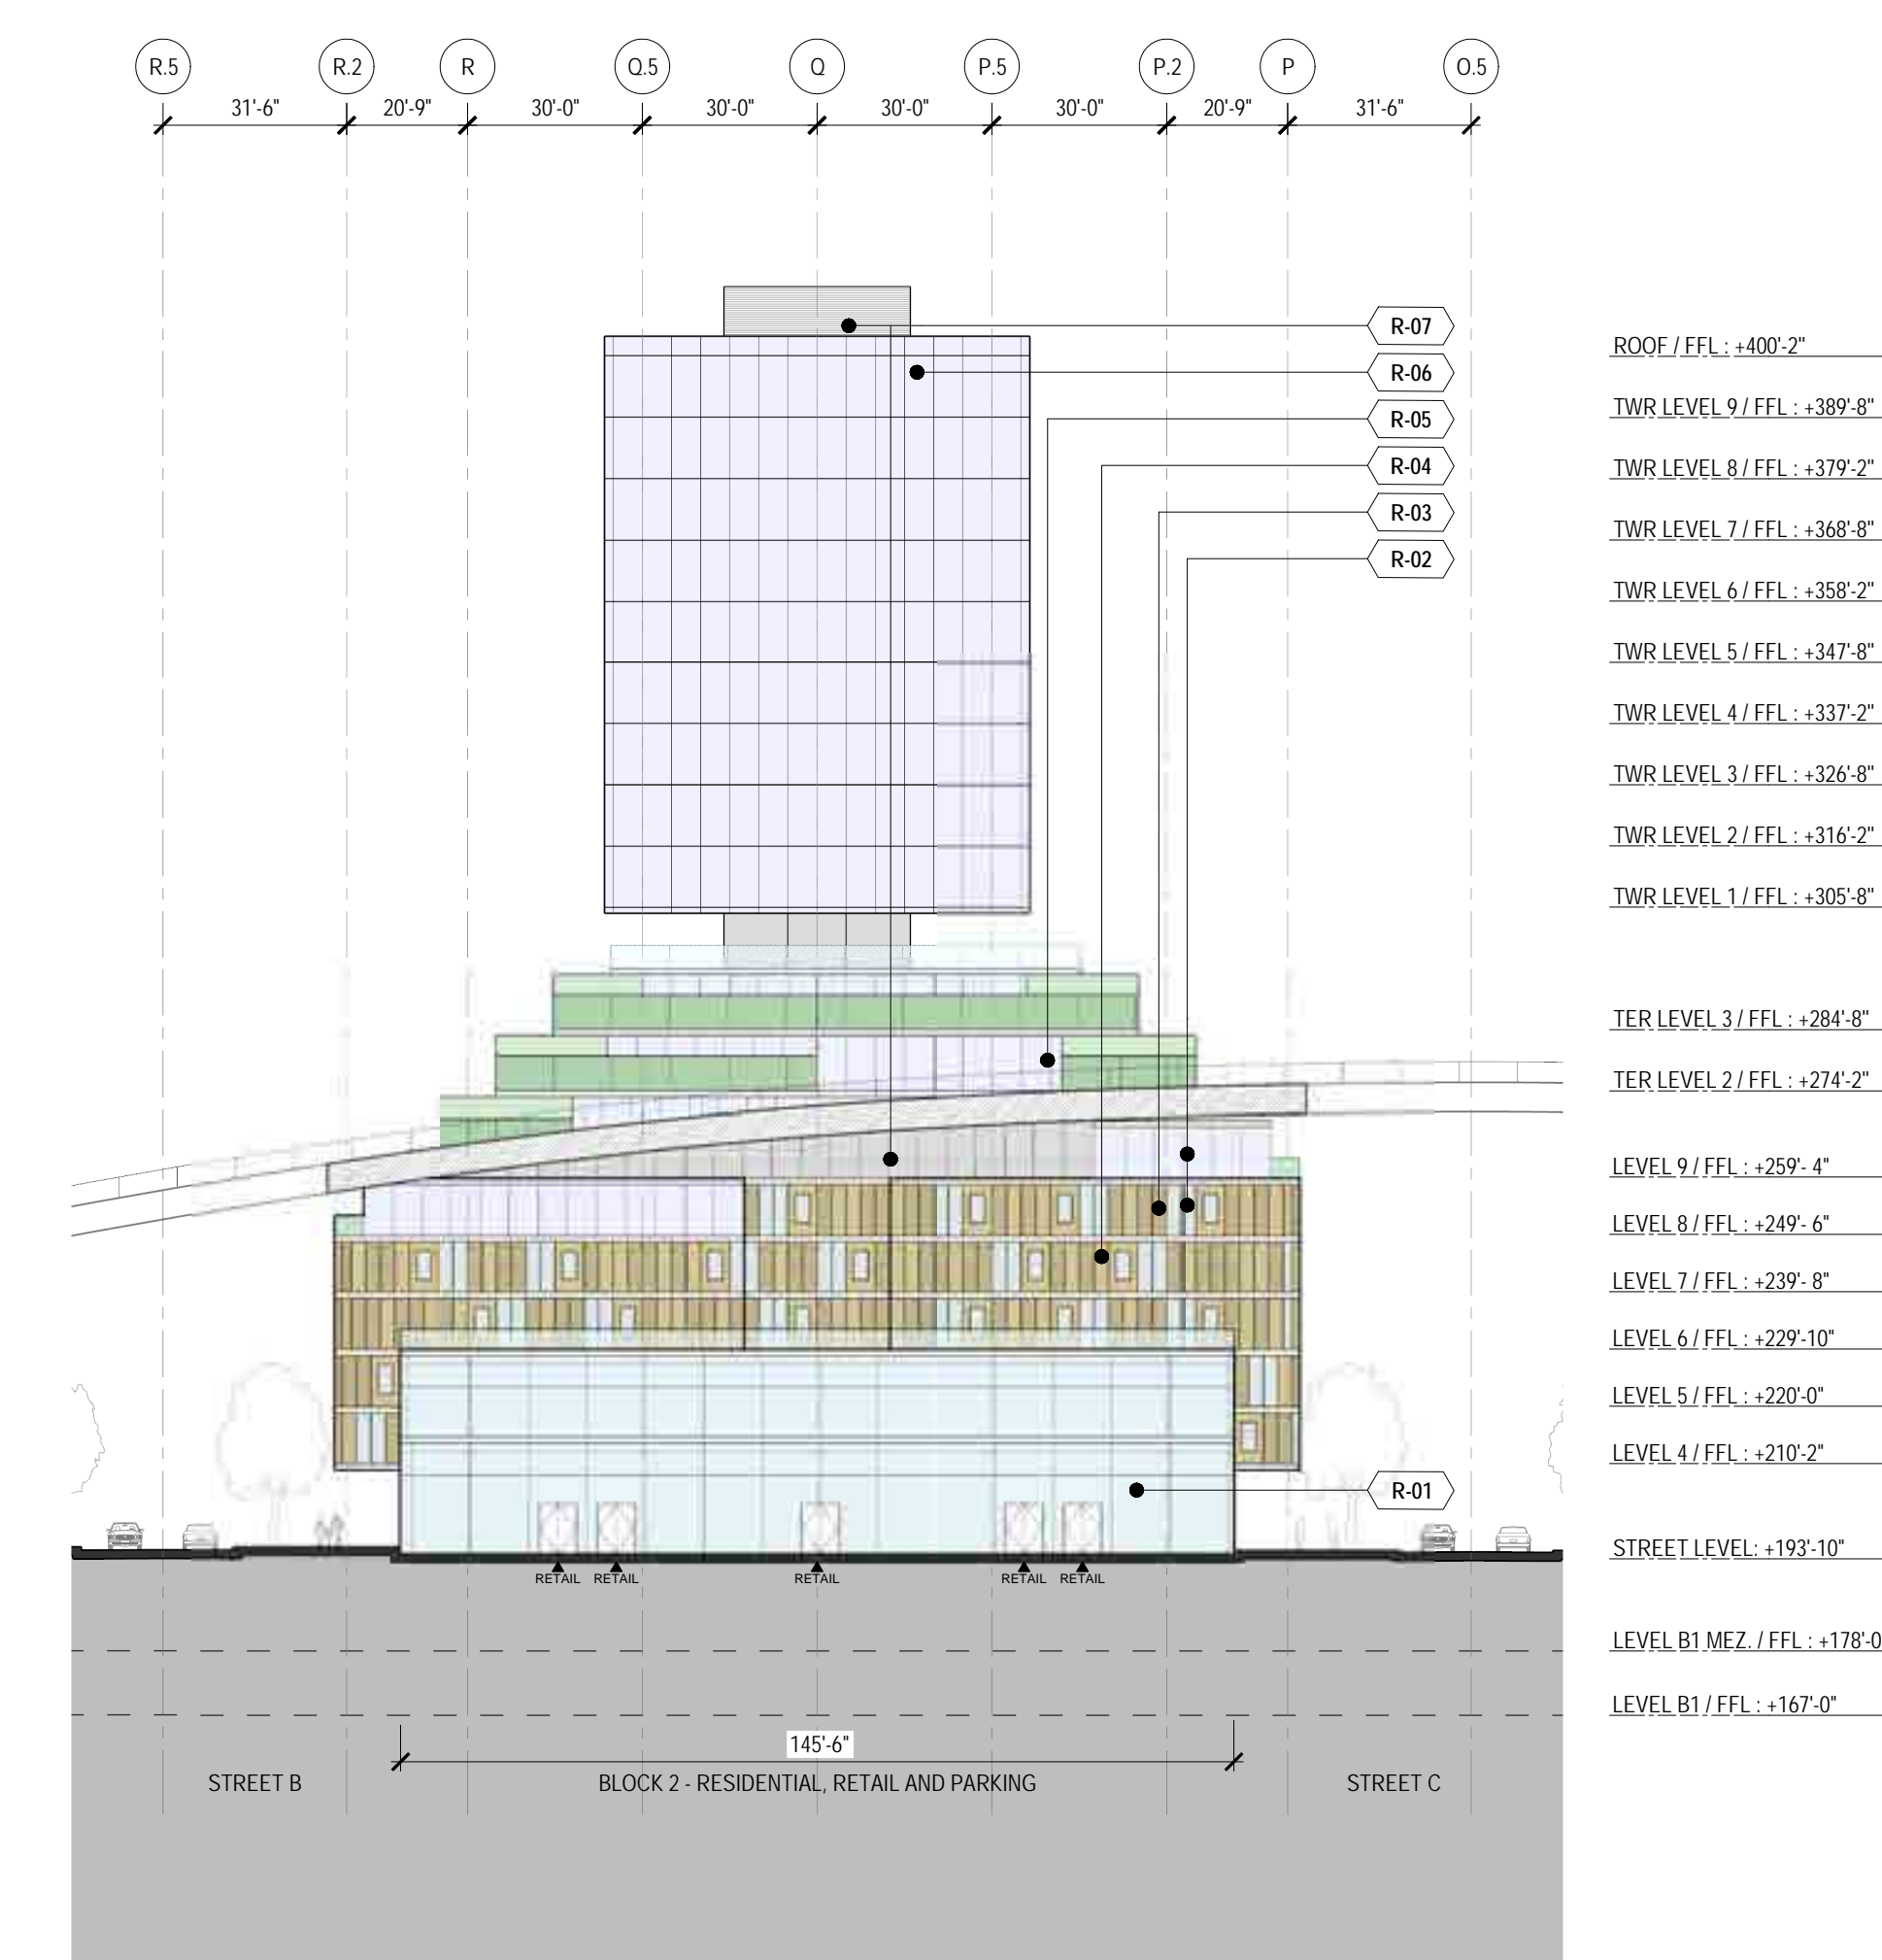 R.5 R.2 R Q.5 Q P.5 P.2 P O.5
31'-6" 20'-9" 30'-0" 30'-0" 30'-0" 30'-0" 20'-9" 31'-6"
R-07
ROOF / FFL : +400'-2"
R-06
TWR LEVEL 9 / FFL : +389'-8"
R-05
R-04
TWR LEVEL 8 / FFL : +379'-2"
R-03
TWR LEVEL 7 / FFL : +368'-8"
R-02
TWR LEVEL 6 / FFL : +358'-2"
TWR LEVEL 5 / FFL : +347'-8"
TWR LEVEL 4 / FFL : +337'-2"
TWR LEVEL 3 / FFL : +326'-8"
TWR LEVEL 2 / FFL : +316'-2"
TWR LEVEL 1 / FFL : +305'-8"
TER LEVEL 3 / FFL : +284'-8"
TER LEVEL 2 / FFL : +274'-2"
LEVEL 9 / FFL : +259'- 4"
LEVEL 8 / FFL : +249'- 6"
LEVEL 7 / FFL : +239'- 8"
LEVEL 6 / FFL : +229'-10"
LEVEL 5 / FFL : +220'-0"
LEVEL 4 / FFL : +210'-2"
R-01
STREET LEVEL: +193'-10"
RETAIL RETAIL RETAIL RETAIL RETAIL
LEVEL B1 MEZ. / FFL : +178'-0
LEVEL B1 / FFL : +167'-0"
145'-6"
STREET B BLOCK 2 - RESIDENTIAL, RETAIL AND PARKING STREET C